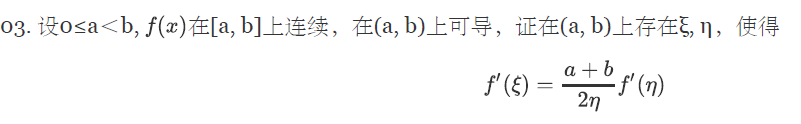 03. 设0≤a＜b, f(x)在[a, b]上连续，在(a, b)上可导，证在(a, b)上存在ξ, η，使得
f′(ξ) = \frac{a + b}{2η} f′(η)